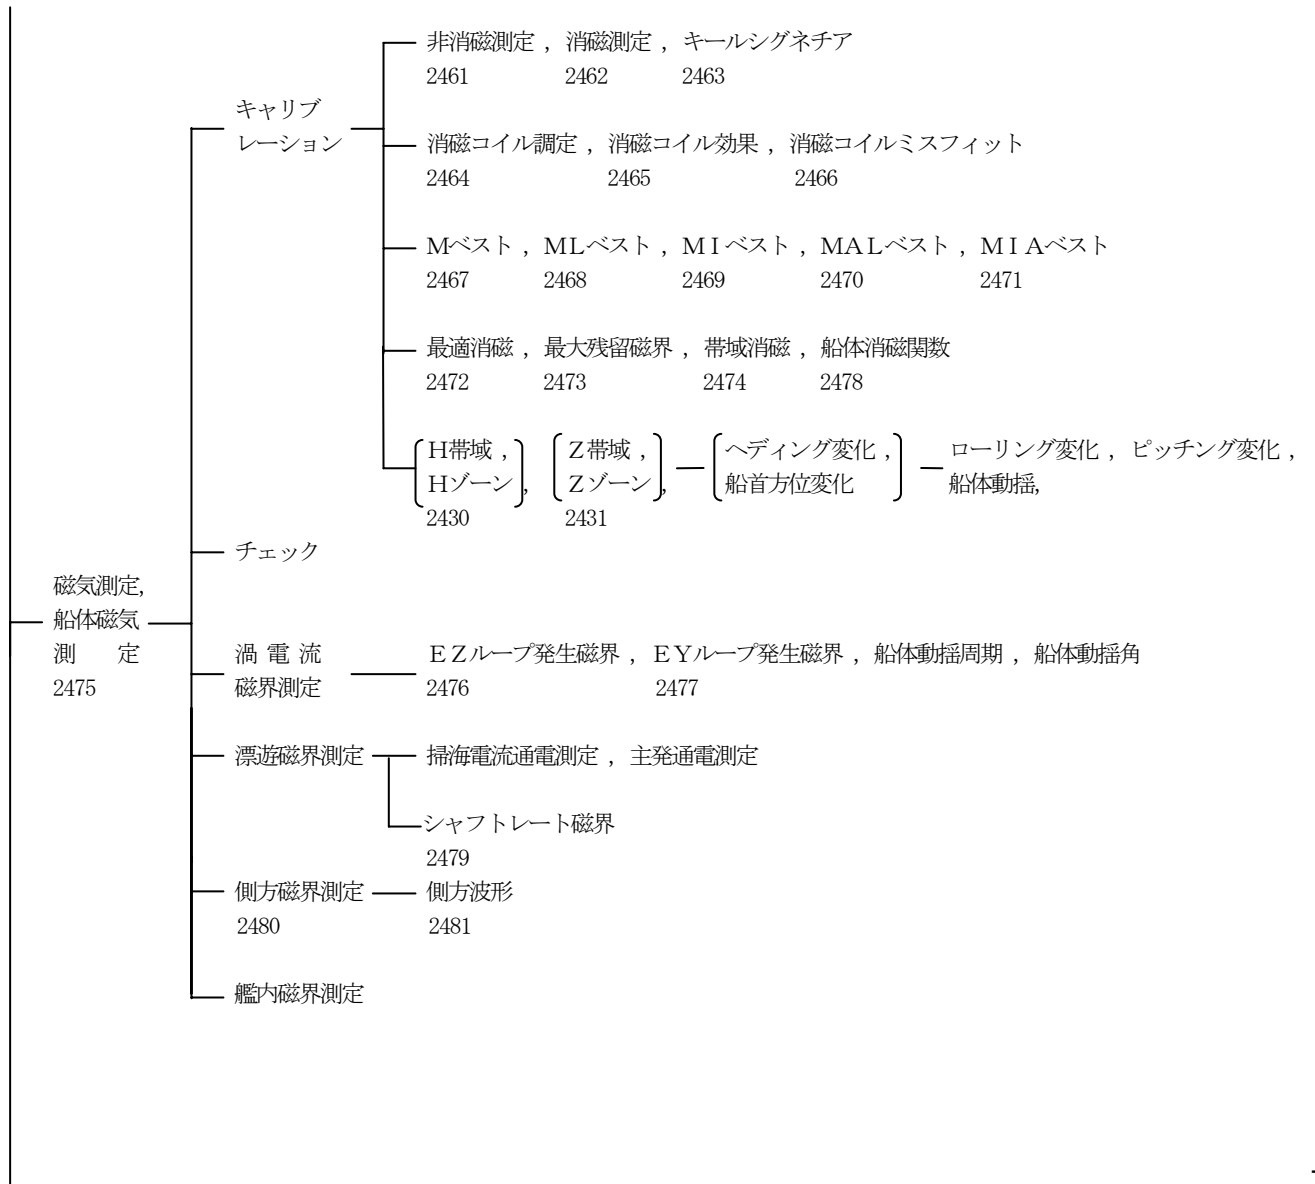 非消磁測定 , 消磁測定 , キールシグネチア
2461 2462 2463
キャリブ
レーション
消磁コイル調定 , 消磁コイル効果 , 消磁コイルミスフィット
2464 2465 2466
Mベスト , MLベスト , MIベスト , MALベスト , MIAベスト
2467 2468 2469 2470 2471
最適消磁 , 最大残留磁界 , 帯域消磁 , 船体消磁関数
2472 2473 2474 2478
H帯域 , Z帯域 , ヘディング変化 , ローリング変化 , ピッチング変化 ,
Hゾーン , Zゾーン , 船首方位変化 船体動揺,
2430 2431
チェック
磁気測定,
船体磁気
測 定
2475
渦 電 流
磁界測定
EZループ発生磁界 , EYループ発生磁界 , 船体動揺周期 , 船体動揺角
2476 2477
漂遊磁界測定 掃海電流通電測定 , 主発通電測定
シャフトレート磁界
2479
側方磁界測定 側方波形
2480 2481
艦内磁界測定